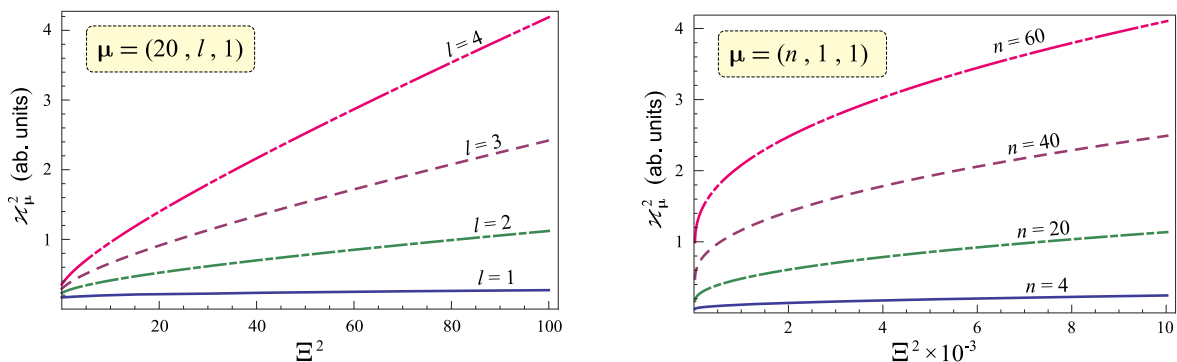 μ = (20 , l , 1)
l = 4
l = 3
l = 2
l = 1
4
3
2
1
ϰ²_μ (ab. units)
20
40
60
80
100
Ξ²
μ = (n , 1 , 1)
n = 60
n = 40
n = 20
n = 4
4
3
2
1
ϰ²_μ (ab. units)
2
4
6
8
10
Ξ² × 10⁻³